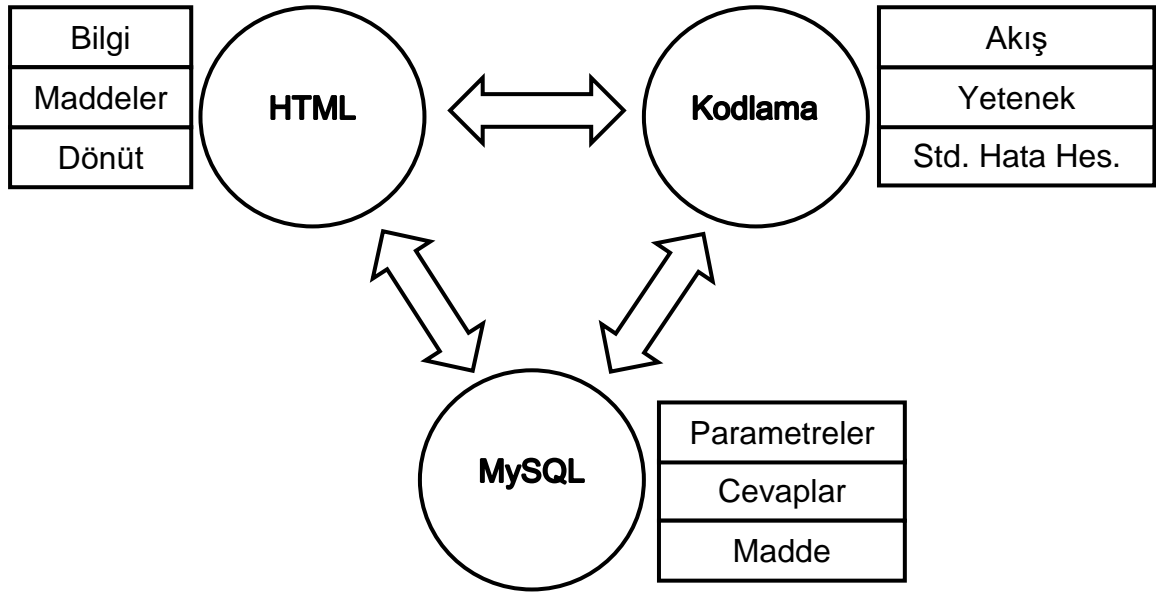 Bilgi
Maddeler
Dönüt
HTML
Kodlama
Akış
Yetenek
Std. Hata Hes.
MySQL
Parametreler
Cevaplar
Madde